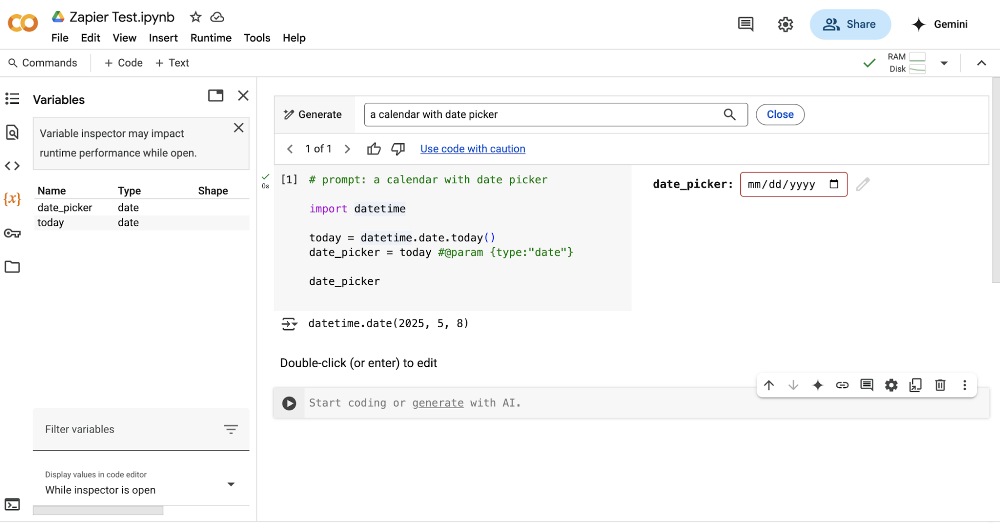 Zapier Test.ipynb
File Edit View Insert Runtime Tools Help
Share
Gemini
Commands
+ Code + Text
RAM
Disk
Variables
Variable inspector may impact
runtime performance while open.
Name Type Shape
date_picker date
today date
Filter variables
Display values in code editor
While inspector is open
Generate
a calendar with date picker
Close
1 of 1
Use code with caution
0s
[1] # prompt: a calendar with date picker
import datetime
today = datetime.date.today()
date_picker = today #@param {type:"date"}
date_picker
date_picker: mm/dd/yyyy
datetime.date(2025, 5, 8)
Double-click (or enter) to edit
Start coding or generate with AI.